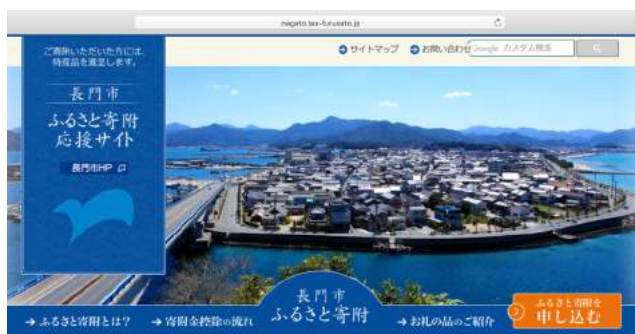 nagato.tax-furusato.jp
ご寄附いただいた方には、
特産品を進呈します。
サイトマップ
お問い合わせ
Google カスタム検索
長門市
ふるさと寄附
応援サイト
長門市HP
長門市
ふるさと寄附
ふるさと寄附とは?
寄附金控除の流れ
お礼の品のご紹介
ふるさと寄附を
申し込む